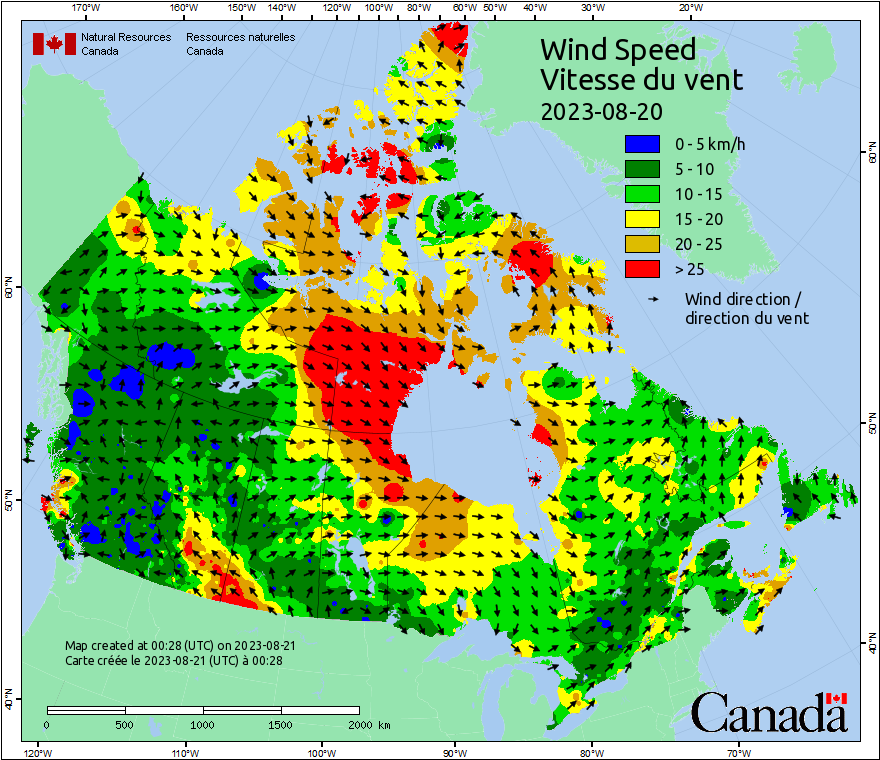 170°W 160°W 150°W 140°W 120°W 100°W 80°W 60°W 50°W 40°W 30°W 20°W
Natural Resources Ressources naturelles
Canada Canada
Wind Speed
Vitesse du vent
2023-08-20
0 - 5 km/h
5 - 10
10 - 15
15 - 20
20 - 25
> 25
Wind direction /
direction du vent
60°N
60°N
50°N
50°N
40°N
40°N
Map created at 00:28 (UTC) on 2023-08-21
Carte créée le 2023-08-21 (UTC) à 00:28
0 500 1000 1500 2000 km
Canada
120°W 110°W 100°W 90°W 80°W 70°W